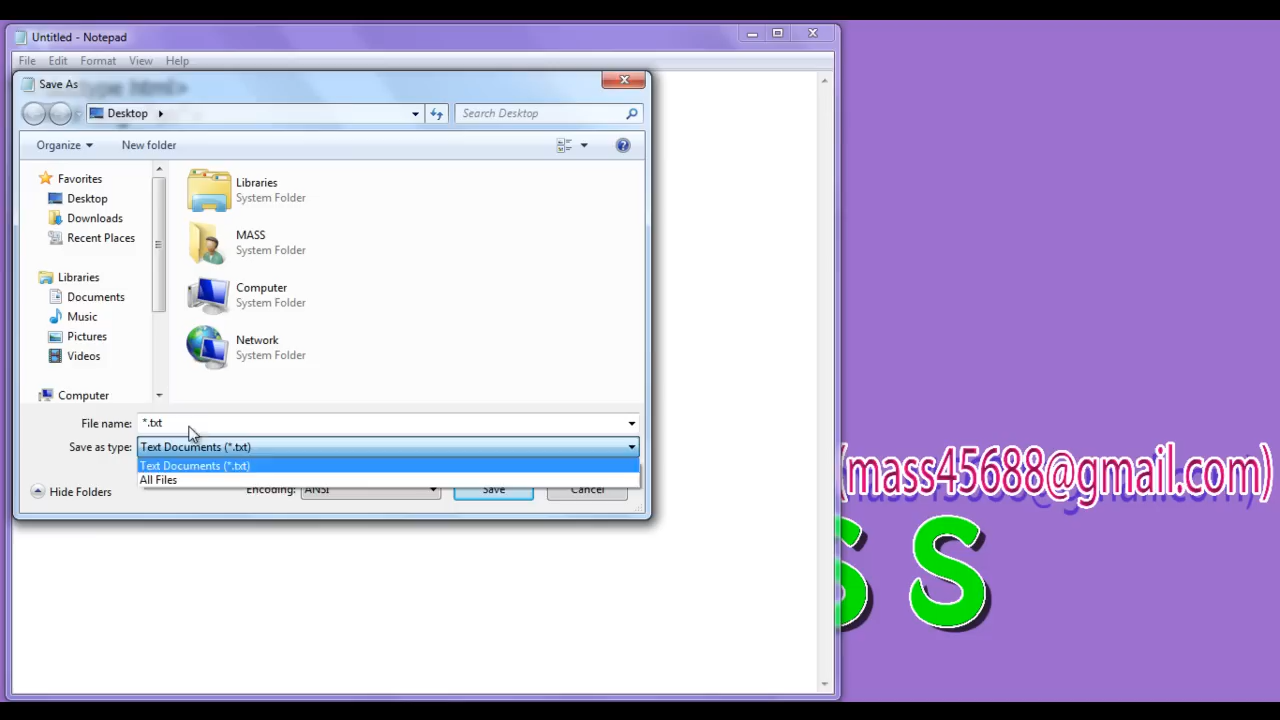 Untitled - Notepad
File Edit Format View Help
Save As
type html>
Desktop
Search Desktop
Organize New folder
Favorites
Desktop
Downloads
Recent Places
Libraries
Documents
Music
Pictures
Videos
Computer
Libraries
System Folder
MASS
System Folder
Computer
System Folder
Network
System Folder
File name: *.txt
Save as type: Text Documents (*.txt)
Text Documents (*.txt)
All Files
Hide Folders Encoding: ANSI Save Cancel
(mass45688@gmail.com)
S S